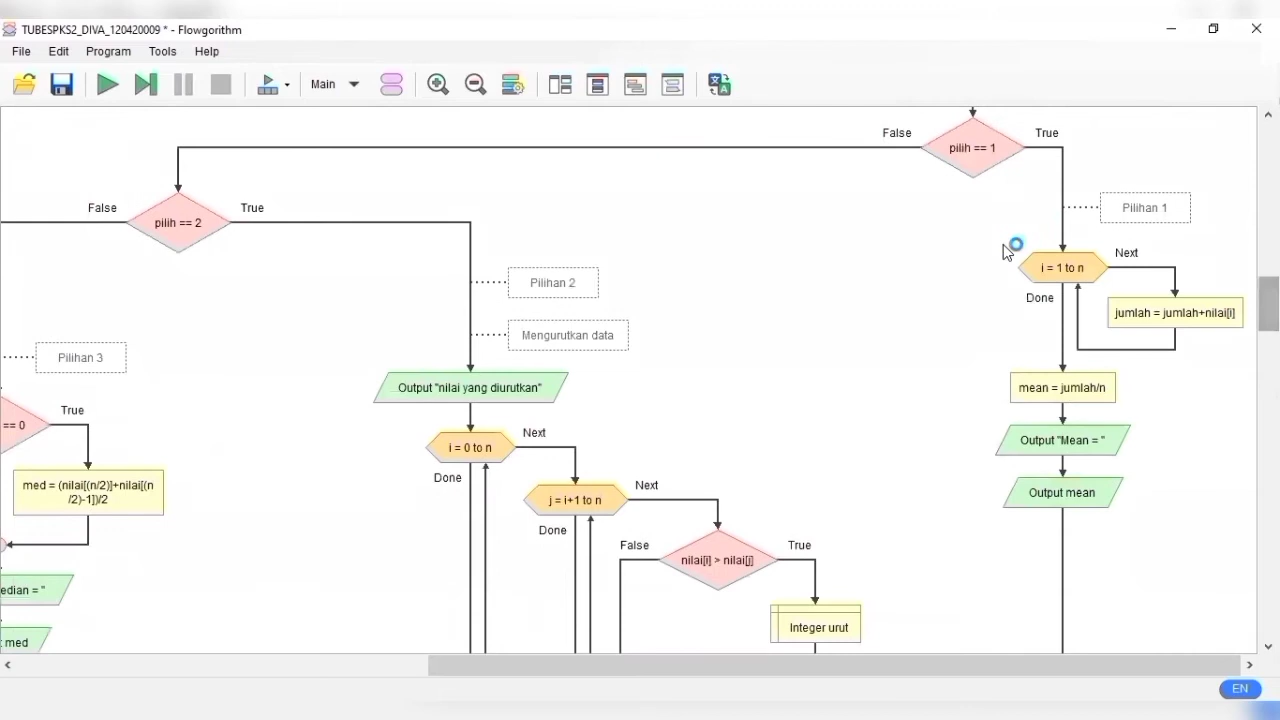 TUBESPKS2_DIVA_120420009 * - Flowgorithm
File Edit Program Tools Help
Main
False
True
pilih == 1
False
True
pilih == 2
Pilihan 1
i = 1 to n
Next
Done
jumlah = jumlah+nilai[i]
mean = jumlah/n
Output "Mean = "
Output mean
Pilihan 2
Mengurutkan data
Output "nilai yang diurutkan"
i = 0 to n
Next
Done
j = i+1 to n
Next
Done
False
True
nilai[i] > nilai[j]
Integer urut
Pilihan 3
True
== 0
med = (nilai[(n/2)]+nilai[(n
/2)-1])/2
edian = "
t med
EN